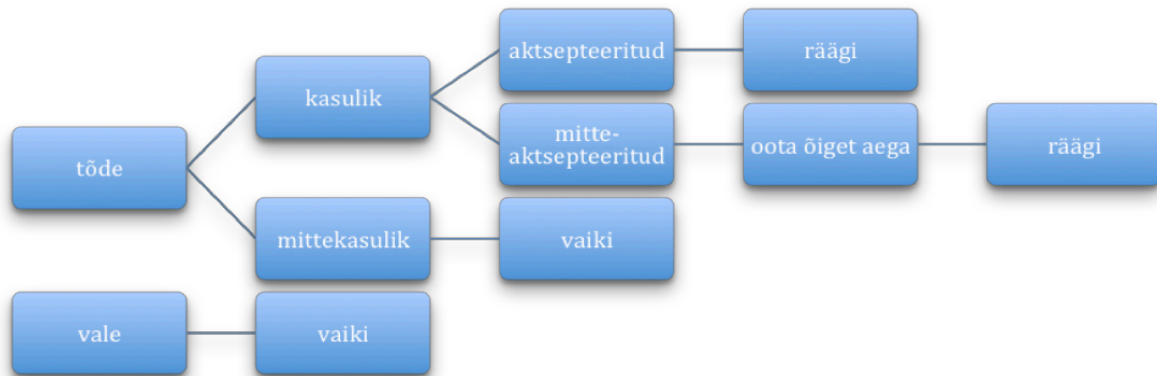 aktsepteeritud
räägi
kasulik
mitte-
aktsepteeritud
oota õiget aega
räägi
tõde
mittekasulik
vaiki
vale
vaiki